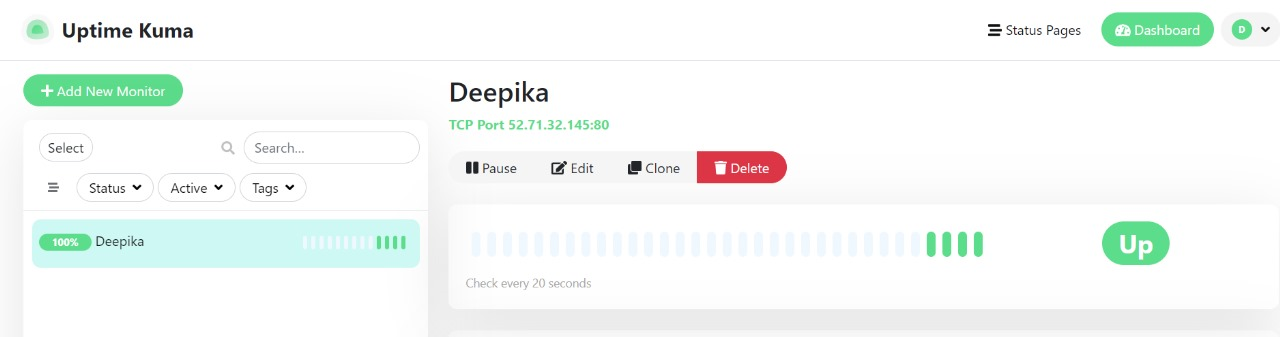 Uptime Kuma
Status Pages
Dashboard
D
Add New Monitor
Select
Search...
Status
Active
Tags
100% Deepika
Deepika
TCP Port 52.71.32.145:80
Pause
Edit
Clone
Delete
Up
Check every 20 seconds